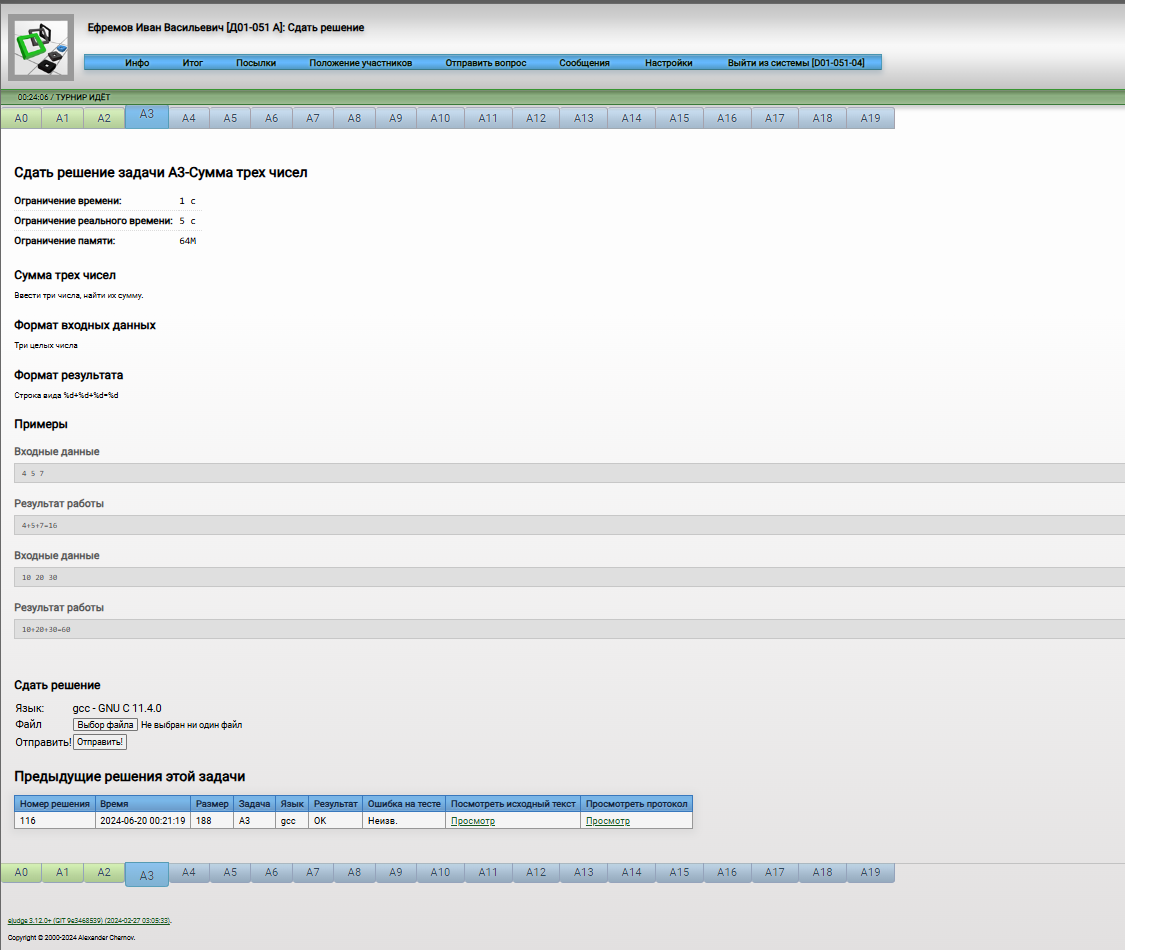 Ефремов Иван Васильевич [Д01-051 А]: Сдать решение
Инфо Итог Посылки Положение участников Отправить вопрос Сообщения Настройки Выйти из системы [D01-051-04]
00:24:06 / ТУРНИР ИДЁТ
A0 A1 A2 A3 A4 A5 A6 A7 A8 A9 A10 A11 A12 A13 A14 A15 A16 A17 A18 A19
Сдать решение задачи A3-Сумма трех чисел
Ограничение времени: 1 с
Ограничение реального времени: 5 с
Ограничение памяти: 64M
Сумма трех чисел
Ввести три числа, найти их сумму.
Формат входных данных
Три целых числа
Формат результата
Строка вида %d+%d+%d=%d
Примеры
Входные данные
4 5 7
Результат работы
4+5+7=16
Входные данные
10 20 30
Результат работы
10+20+30=60
Сдать решение
Язык: gcc - GNU C 11.4.0
Файл Выбор файла Не выбран ни один файл
Отправить! Отправить!
Предыдущие решения этой задачи
Номер решения Время Размер Задача Язык Результат Ошибка на тесте Посмотреть исходный текст Просмотреть протокол
116 2024-06-20 00:21:19 188 A3 gcc OK Неизв. Просмотр Просмотр
A0 A1 A2 A3 A4 A5 A6 A7 A8 A9 A10 A11 A12 A13 A14 A15 A16 A17 A18 A19
ejudge 3.12.0+ (GIT 9e3468539) (2024-02-27 03:05:33).
Copyright © 2000-2024 Alexander Chernov.